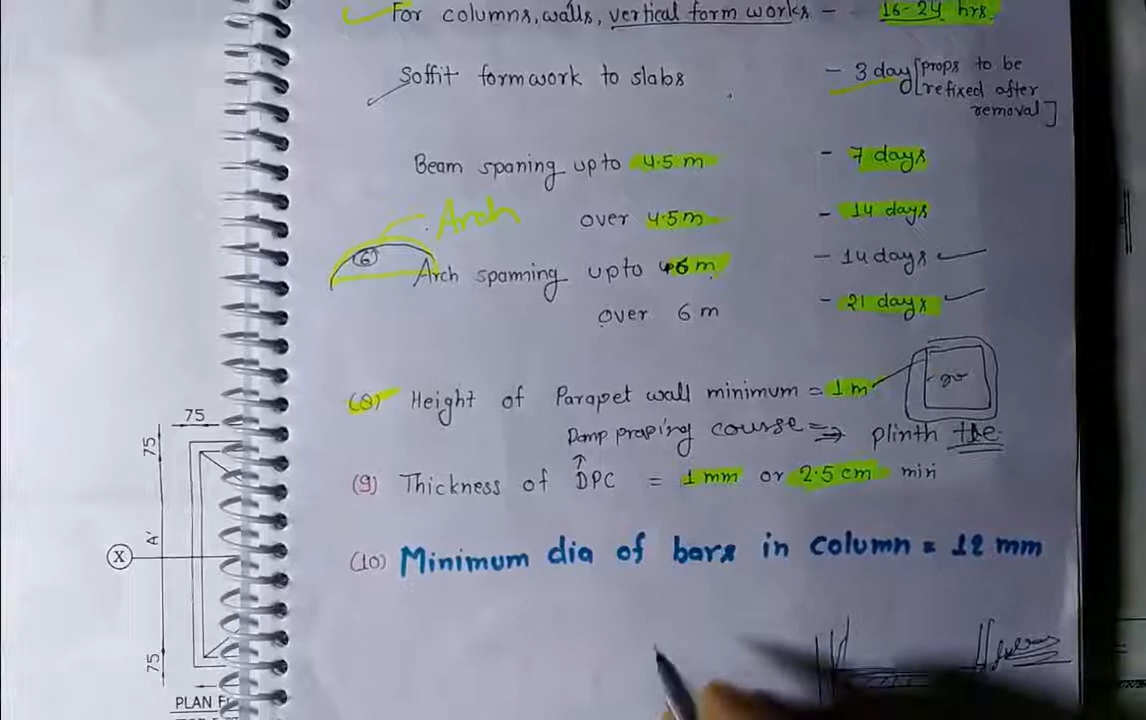 For columns, walls, vertical form works - - 16-24 hrs.
Soffit formwork to slabs - 3 day [props to be
refixed after
removal]
Beam spaning upto 4.5 m - 7 days
Arch
over 4.5m - 14 days
(6) Arch spanning upto 6 m - 14 days
over 6 m - 21 days
(8) Height of Parapet wall minimum = 1 m
Damp praping course => plinth
(9) Thickness of DPC = 1 mm or 2.5 cm min
(10) Minimum dia of bars in column = 12 mm
75
75
A'
X
75
PLAN